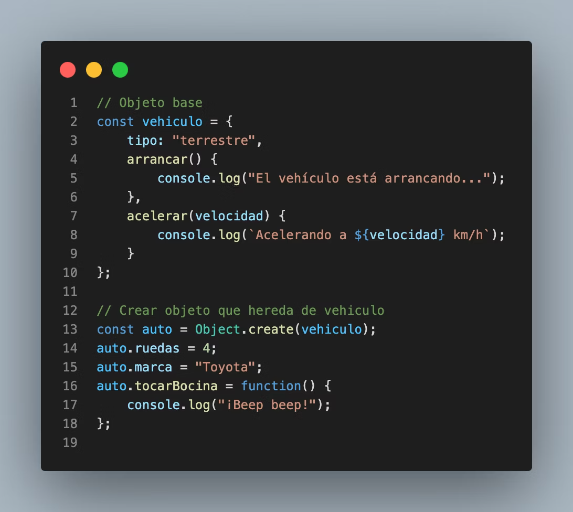 1 // Objeto base
2 const vehiculo = {
3     tipo: "terrestre",
4     arrancar() {
5         console.log("El vehículo está arrancando...");
6     },
7     acelerar(velocidad) {
8         console.log(`Acelerando a ${velocidad} km/h`);
9     }
10 };
11
12 // Crear objeto que hereda de vehiculo
13 const auto = Object.create(vehiculo);
14 auto.ruedas = 4;
15 auto.marca = "Toyota";
16 auto.tocarBocina = function() {
17     console.log("¡Beep beep!");
18 };
19